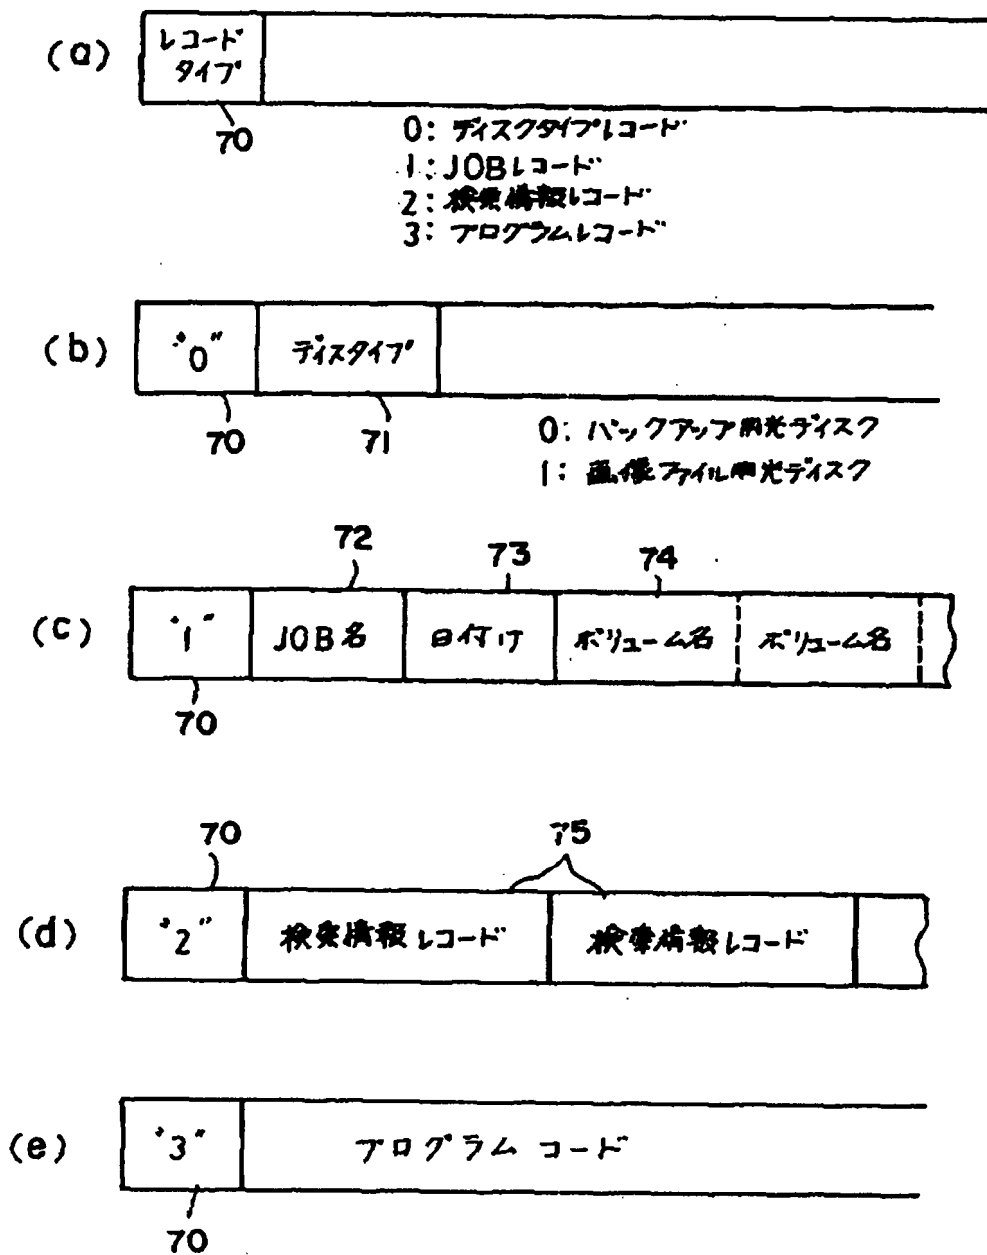 (a)
レコード
タイプ
70
0: ディスクタイプレコード
1: JOBレコード
2: 検索情報レコード
3: プログラムレコード
(b)
"0"
ディスタイプ
70
71
0: バックアップ用光ディスク
1: 画像ファイル用光ディスク
72
73
74
(c)
"1"
JOB名
日付け
ボリューム名
ボリューム名
70
70
75
(d)
"2"
検索情報レコード
検索情報レコード
(e)
"3"
プログラム コード
70